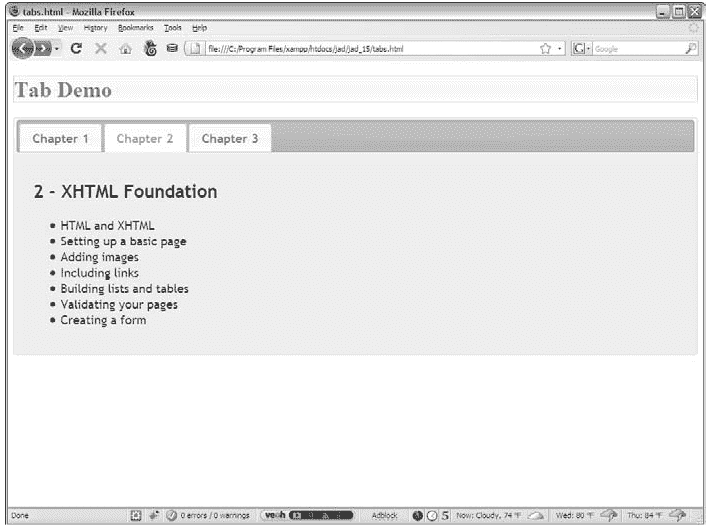 tabs.html - Mozilla Firefox
File Edit View History Bookmarks Tools Help
file:///C:/Program Files/xampp/htdocs/jad/jad_15/tabs.html
G Google
Tab Demo
Chapter 1 Chapter 2 Chapter 3
2 - XHTML Foundation
HTML and XHTML
Setting up a basic page
Adding images
Including links
Building lists and tables
Validating your pages
Creating a form
Done 0 errors / 0 warnings veoh Adblock 5 Now: Cloudy, 74 °F Wed: 80 °F Thu: 84 °F